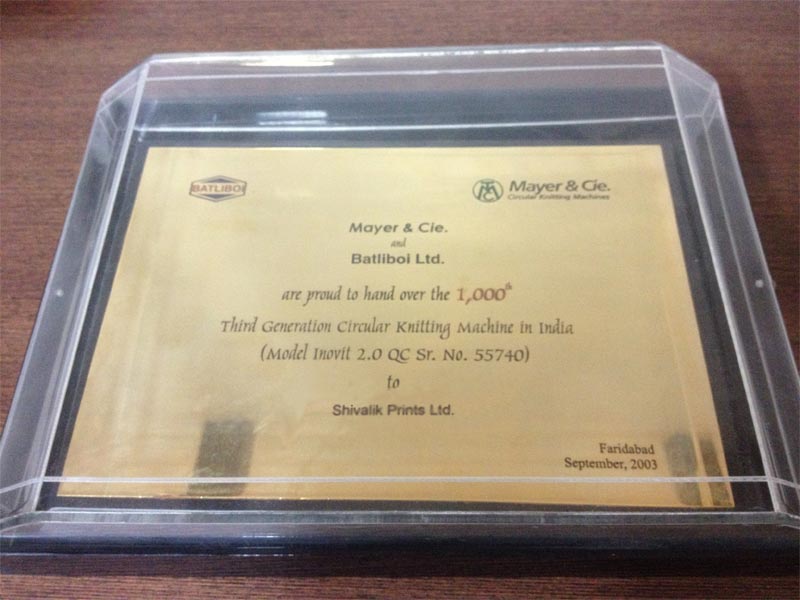 BATLIBOI
Mayer & Cie.
Circular Knitting Machines
Mayer & Cie.
and
Batliboi Ltd.
are proud to hand over the 1,000th
Third Generation Circular Knitting Machine in India
(Model Inovit 2.0 QC Sr. No. 55740)
to
Shivalik Prints Ltd.
Faridabad
September, 2003